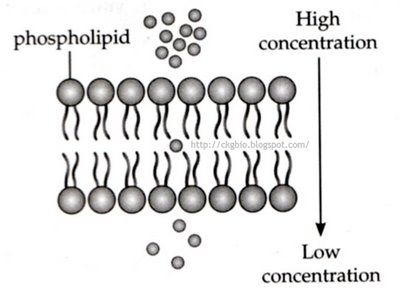 phospholipid
High
concentration
http://ckgbio.blogspot.com/
Low
concentration